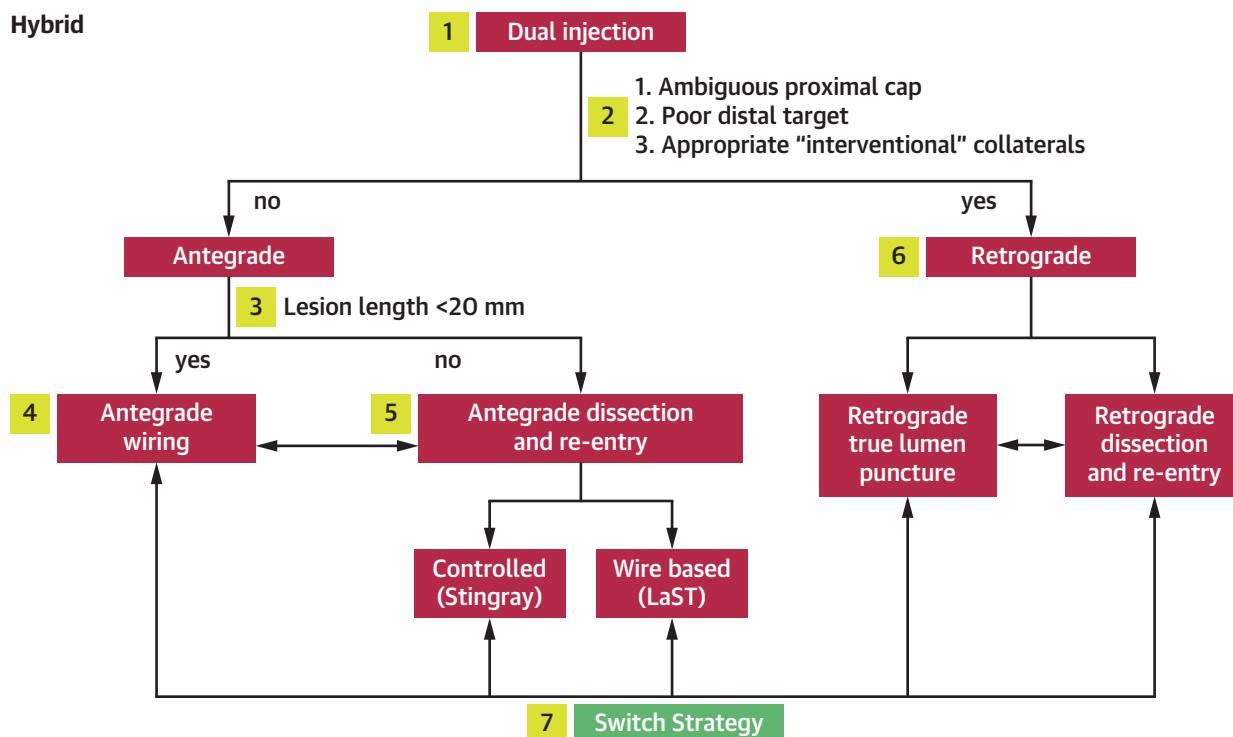 Hybrid
1 Dual injection
1. Ambiguous proximal cap
2 2. Poor distal target
3. Appropriate “interventional” collaterals
no
yes
Antegrade
6 Retrograde
3 Lesion length <20 mm
yes
no
4 Antegrade
wiring
5 Antegrade dissection
and re-entry
Retrograde
true lumen
puncture
Retrograde
dissection
and re-entry
Controlled
(Stingray)
Wire based
(LaST)
7 Switch Strategy